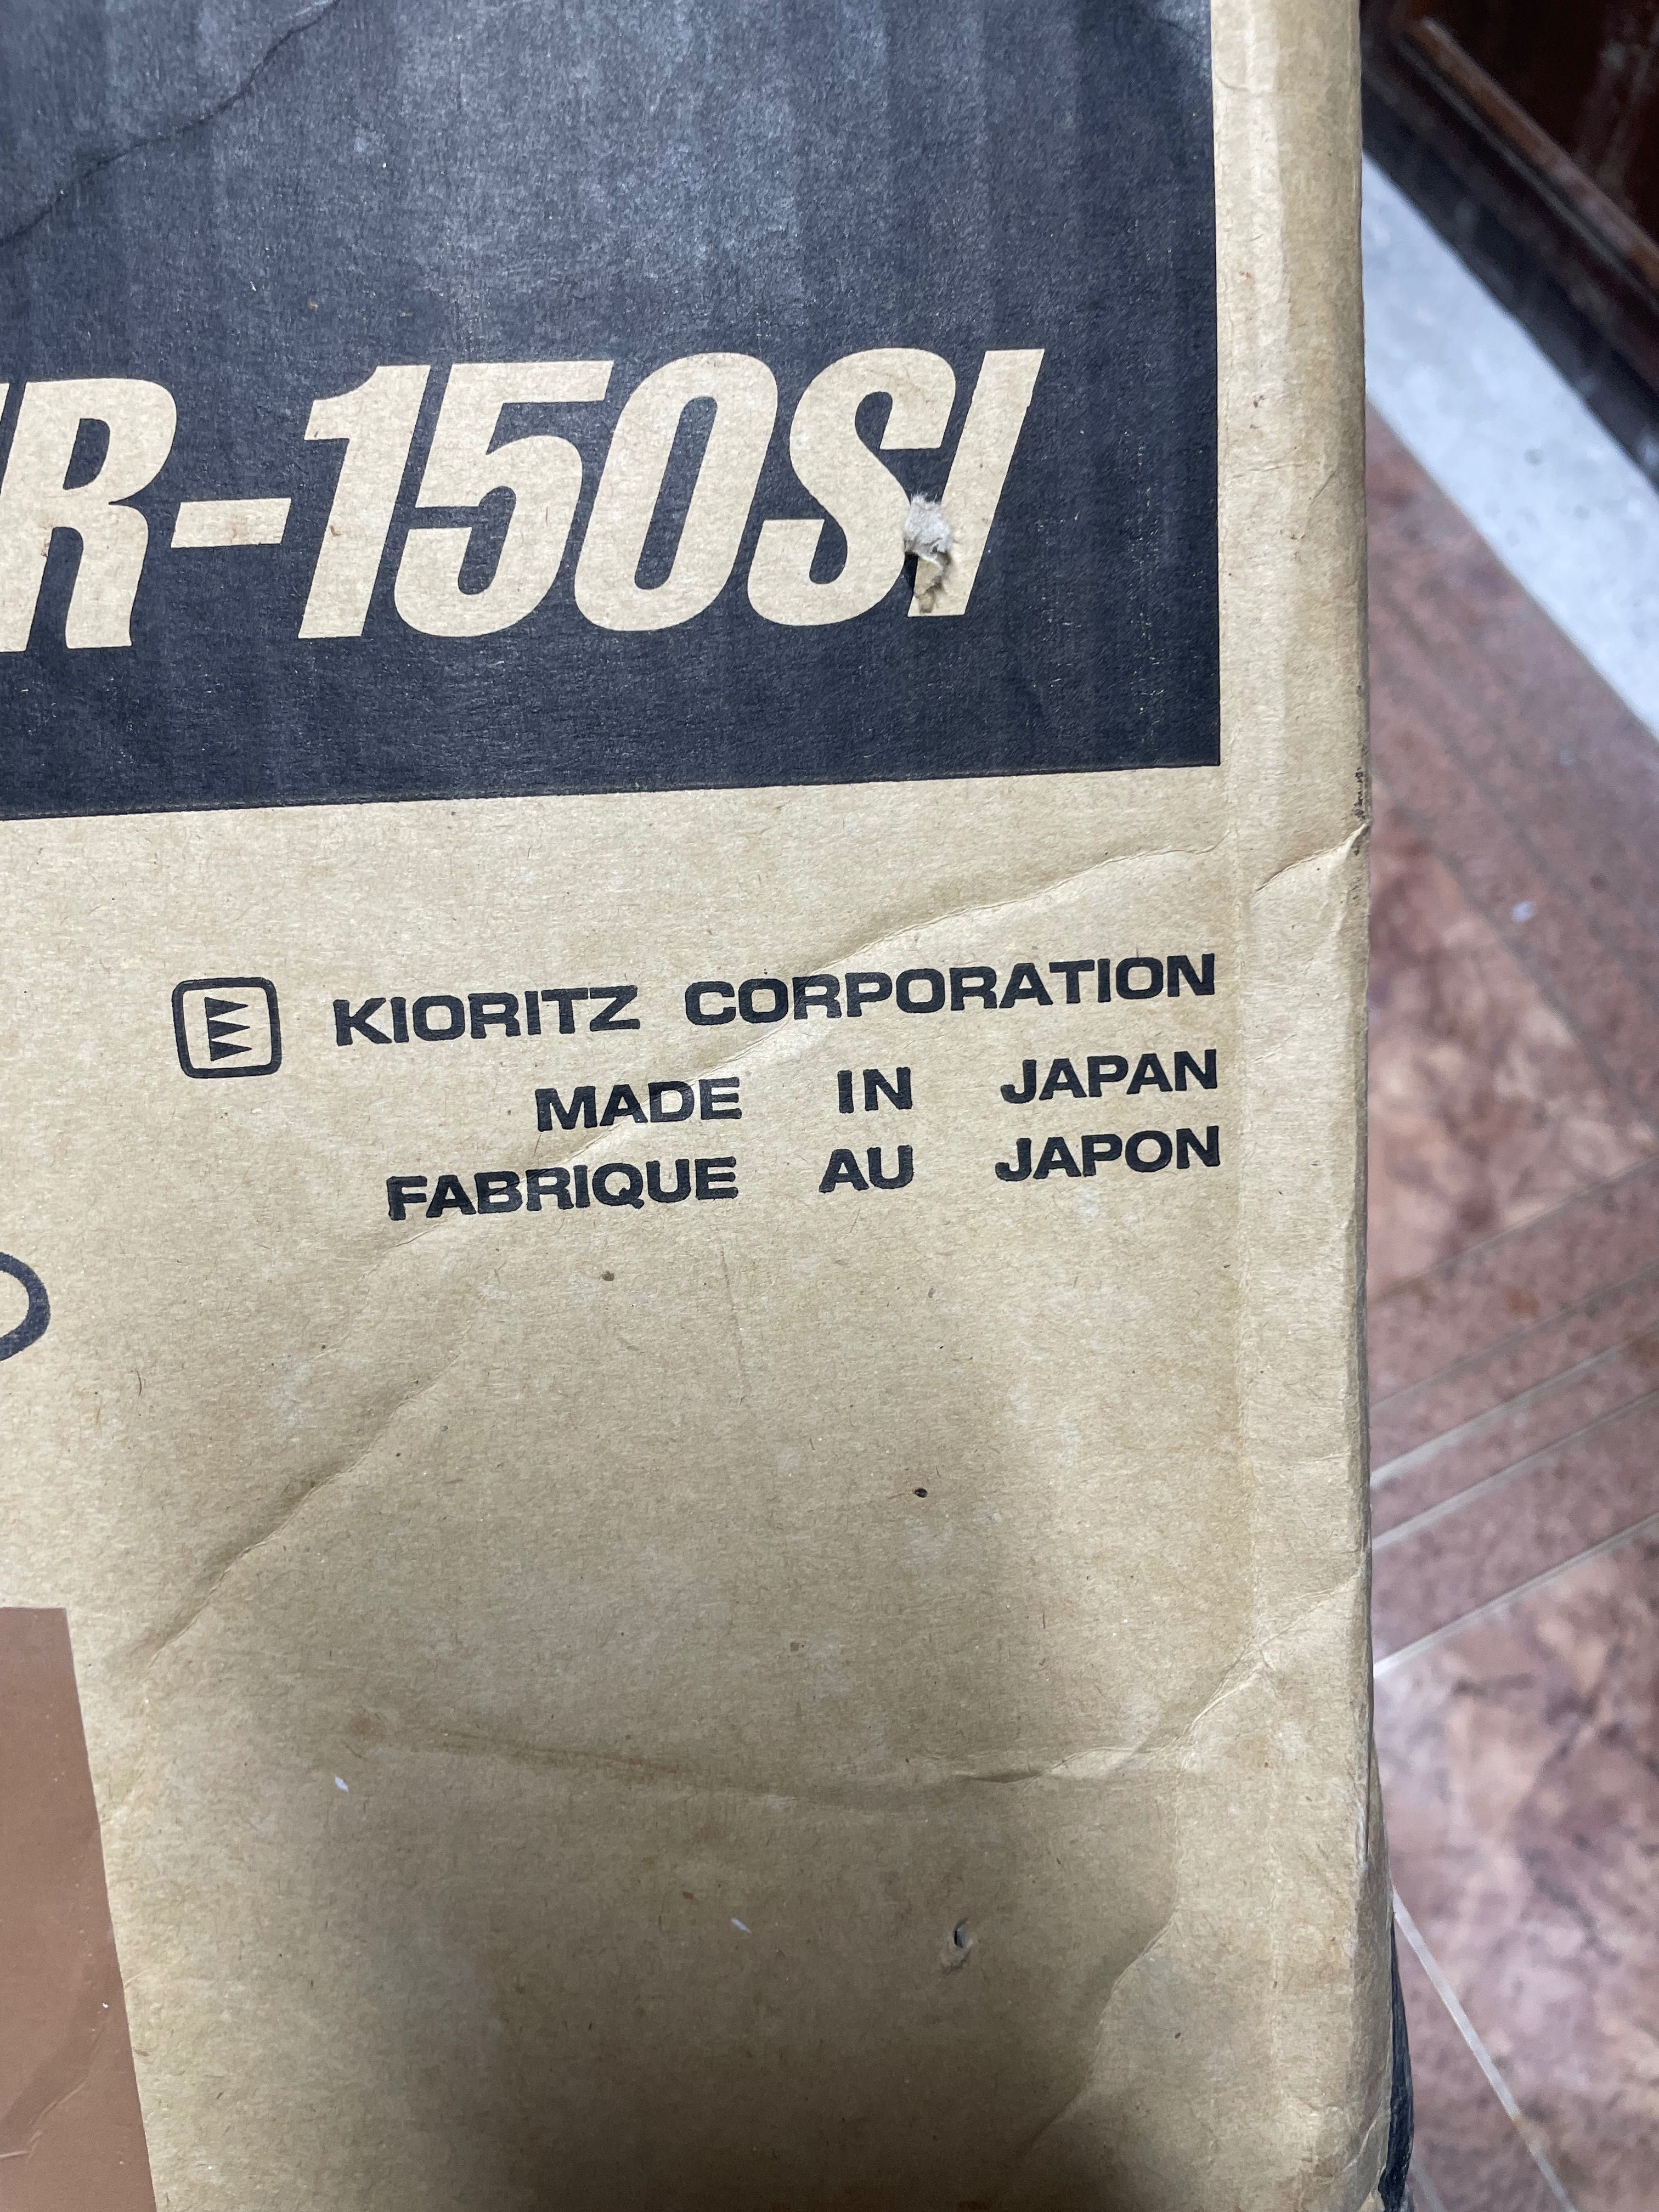 R-150SI
KIORITZ CORPORATION
MADE IN JAPAN
FABRIQUE AU JAPON